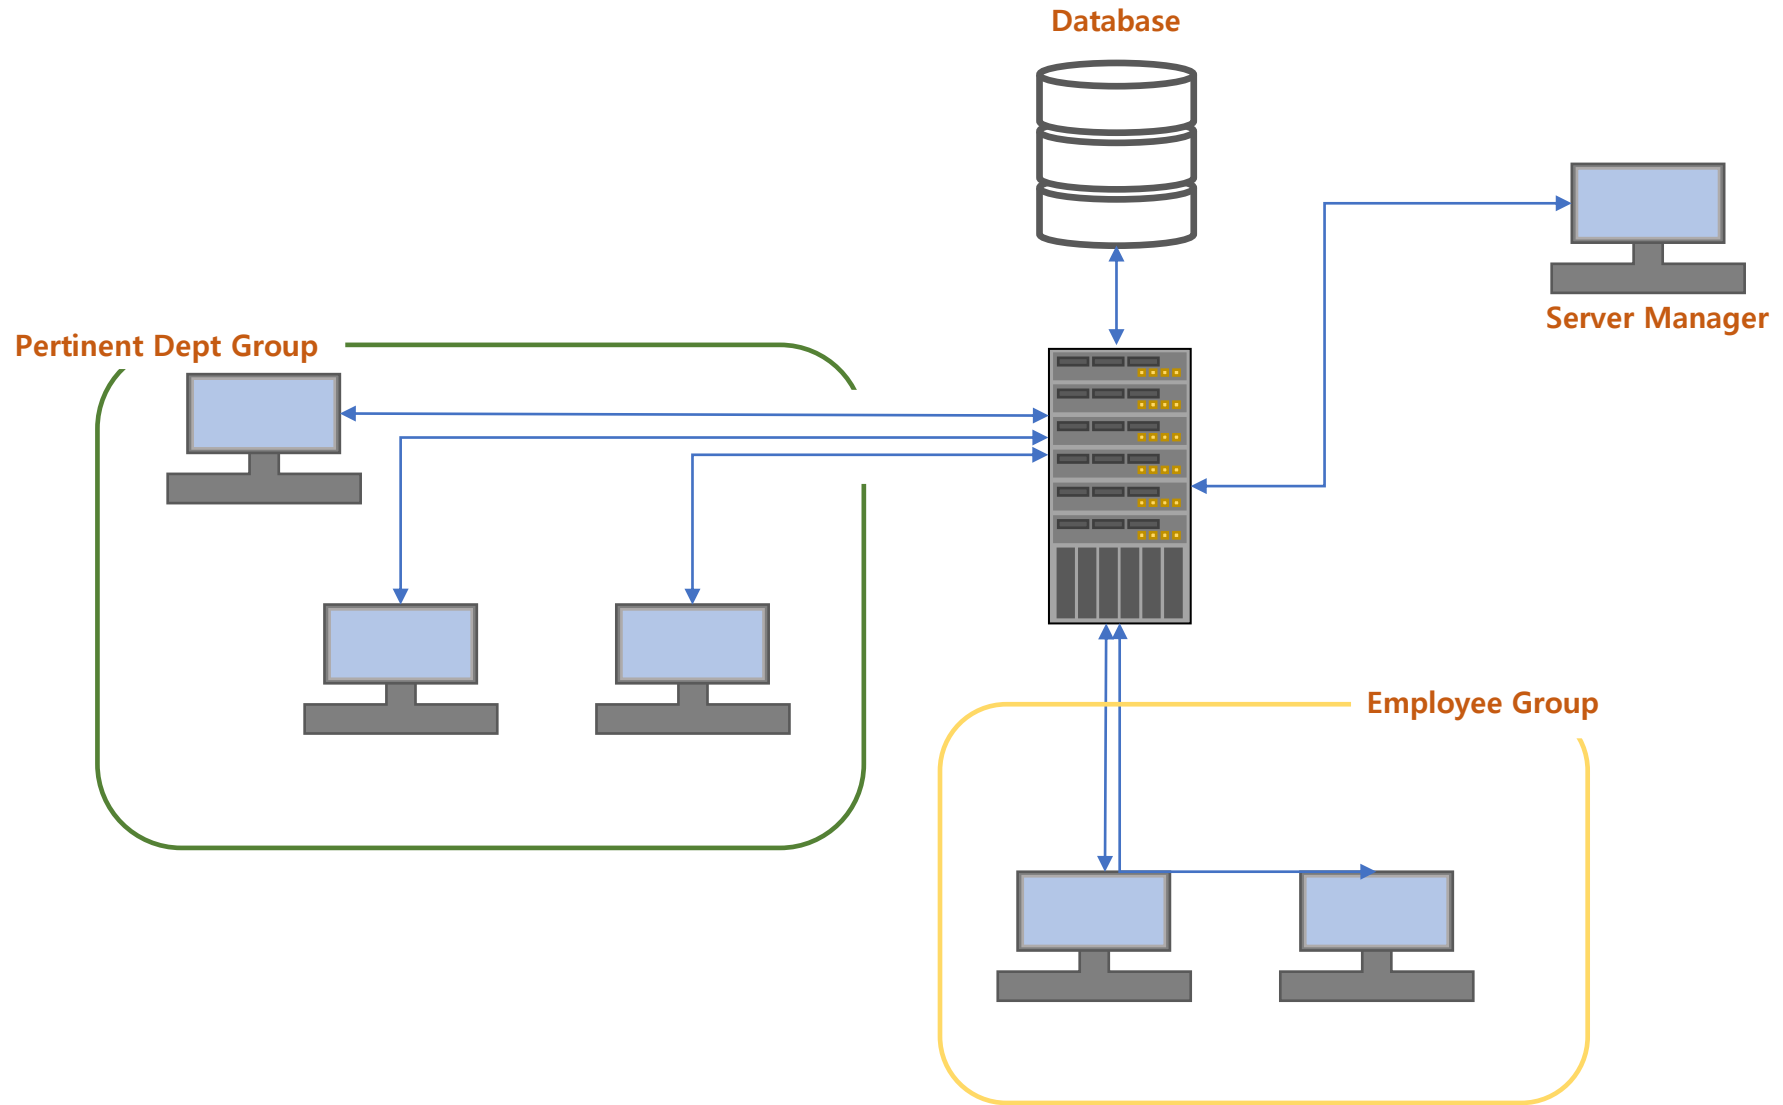 Database
Server Manager
Pertinent Dept Group
Employee Group